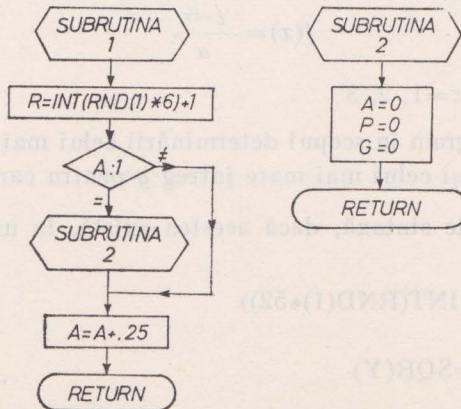 SUBRUTINA
1
R=INT(RND(1)*6)+1
A:1
≠
=
SUBRUTINA
2
A=A+.25
RETURN
SUBRUTINA
2
A=0
P=0
G=0
RETURN